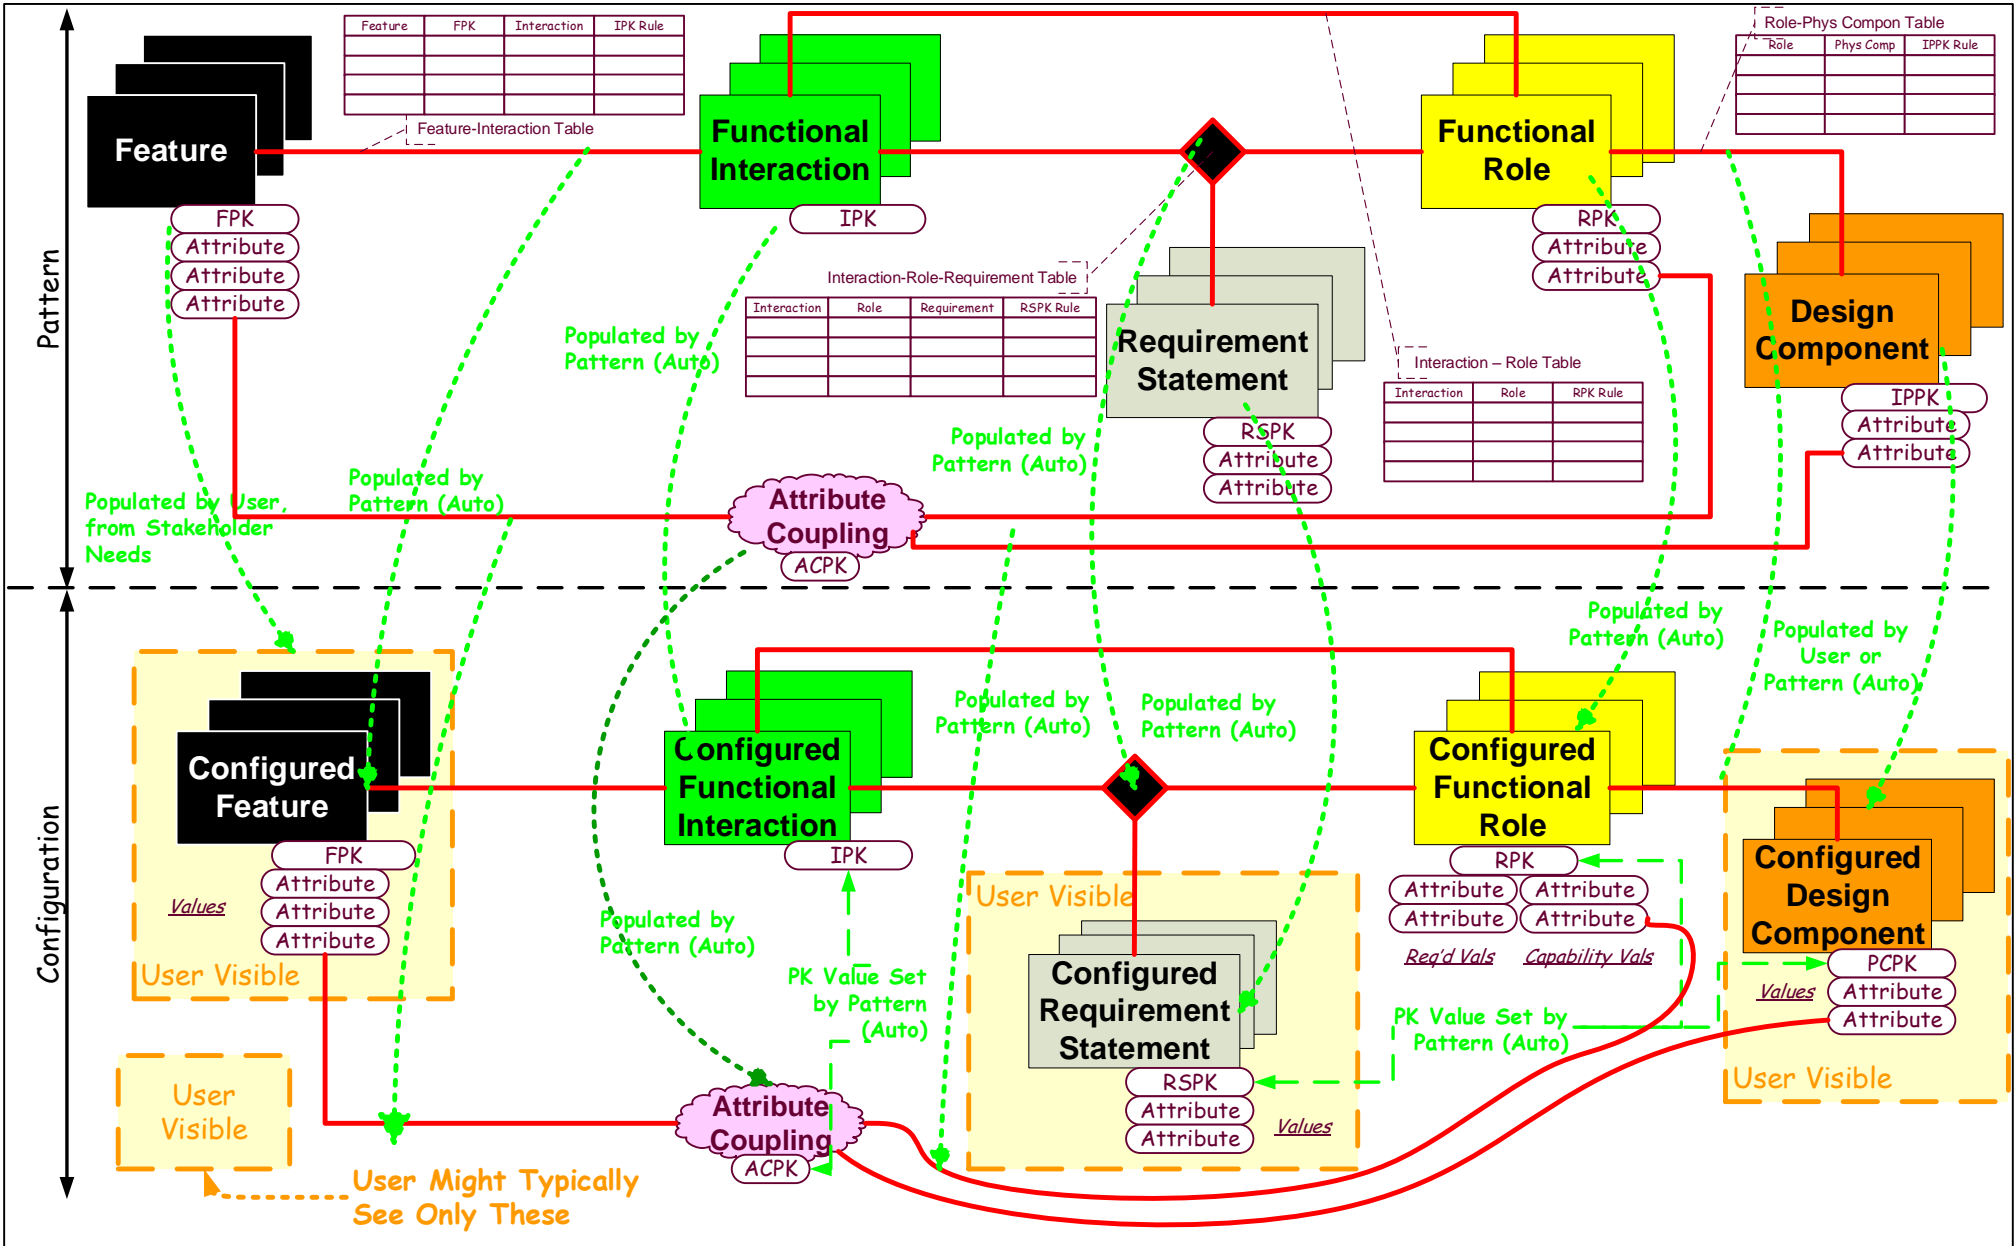 Pattern
Feature
FPK
Attribute
Attribute
Attribute
Feature FPK Interaction IPK Rule
Feature-Interaction Table
Functional
Interaction
IPK
Functional
Role
RPK
Attribute
Attribute
Role-Phys Compon Table
Role Phys Comp IPPK Rule
Design
Component
IPPK
Attribute
Attribute
Interaction-Role-Requirement Table
Interaction Role Requirement RSPK Rule
Requirement
Statement
RSPK
Attribute
Attribute
Interaction – Role Table
Interaction Role RPK Rule
Populated by
Pattern (Auto)
Populated by
Pattern (Auto)
Populated by
Pattern (Auto)
Populated by User,
from Stakeholder
Needs
Attribute
Coupling
ACPK
Configuration
Populated by
Pattern (Auto)
Populated by
User or
Pattern (Auto)
Populated by
Pattern (Auto)
Populated by
Pattern (Auto)
Configured
Feature
FPK
Attribute
Attribute
Attribute
Values
User Visible
Configured
Functional
Interaction
IPK
Configured
Functional
Role
RPK
Attribute Attribute
Attribute Attribute
Req'd Vals Capability Vals
Configured
Design
Component
PCPK
Values
Attribute
Attribute
User Visible
User Visible
Configured
Requirement
Statement
RSPK
Attribute
Attribute
Values
Populated by
Pattern (Auto)
PK Value Set
by Pattern
(Auto)
PK Value Set by
Pattern (Auto)
Attribute
Coupling
ACPK
User
Visible
User Might Typically
See Only These